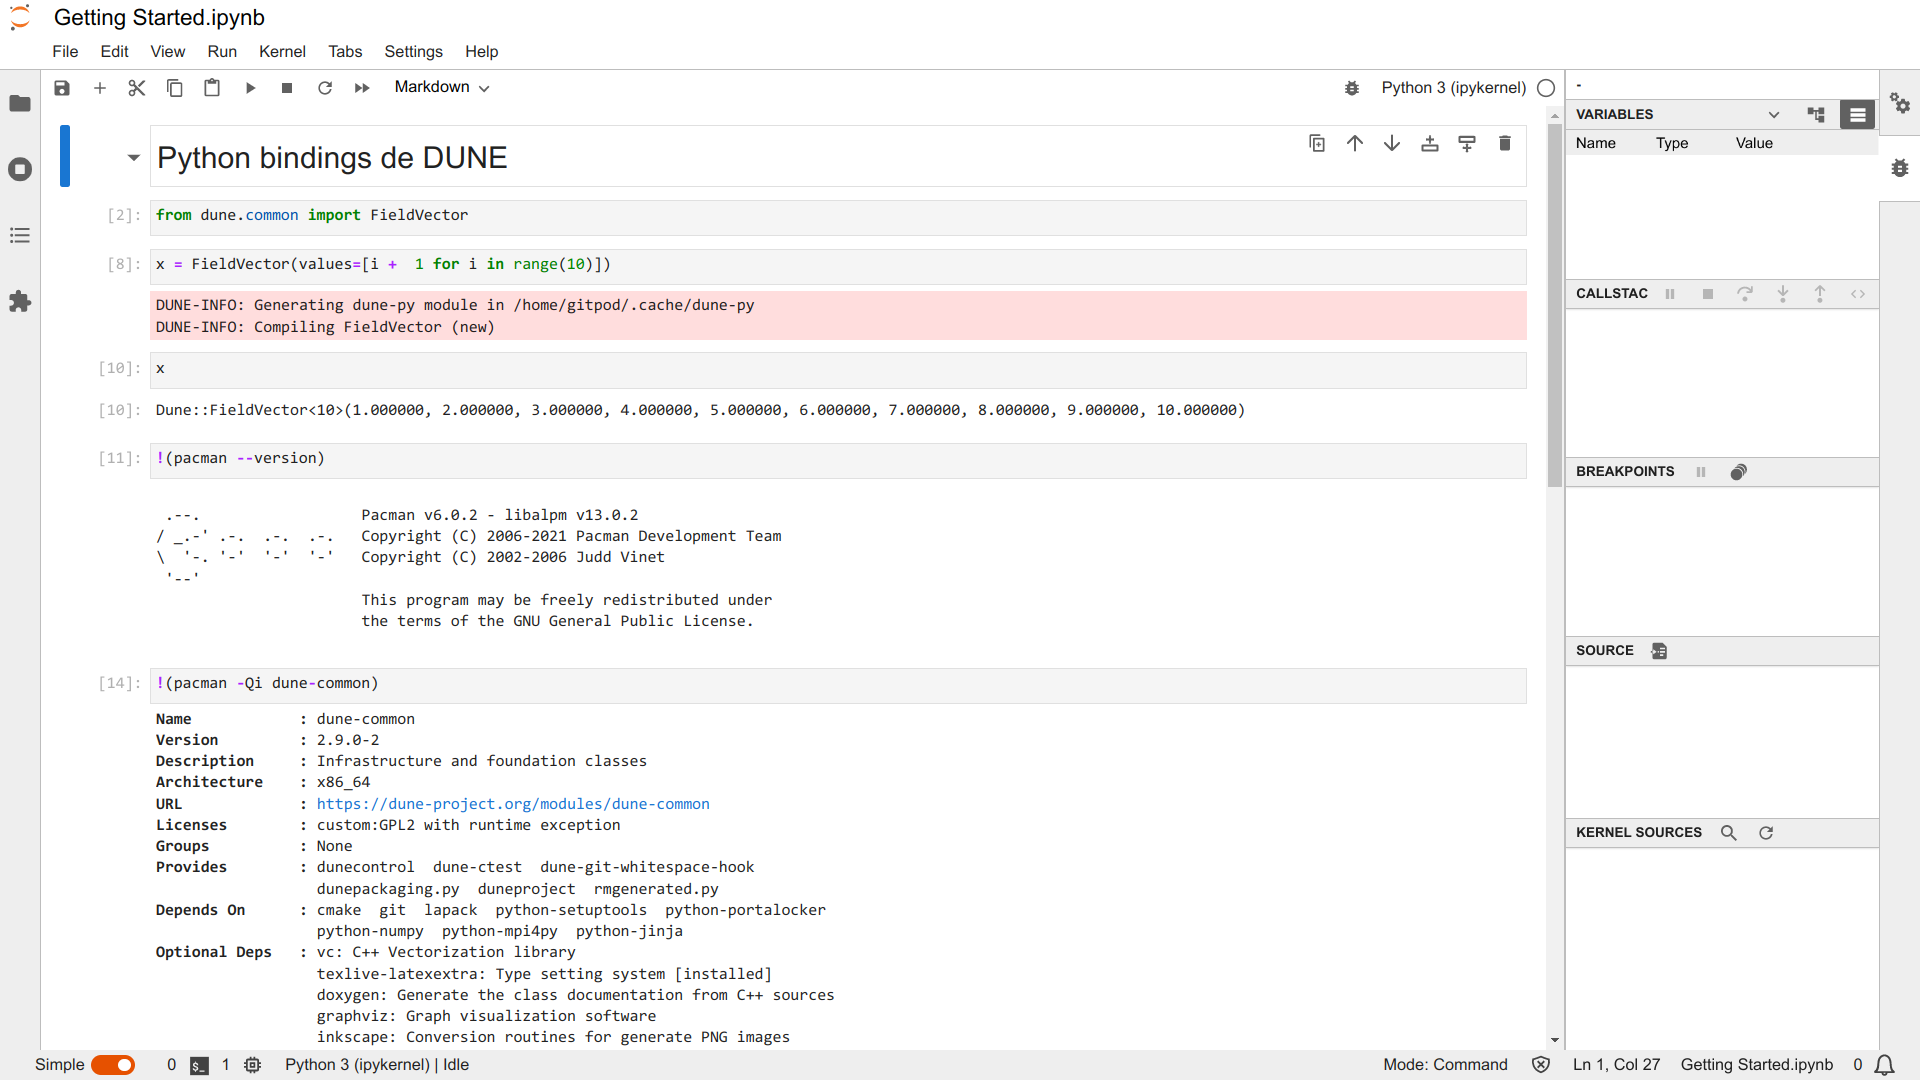 Getting Started.ipynb
File Edit View Run Kernel Tabs Settings Help
Markdown
Python 3 (ipykernel)
-
VARIABLES
Name Type Value
Python bindings de DUNE
[2]: from dune.common import FieldVector
[8]: x = FieldVector(values=[i +  1 for i in range(10)])
DUNE-INFO: Generating dune-py module in /home/gitpod/.cache/dune-py
DUNE-INFO: Compiling FieldVector (new)
CALLSTAC
[10]: x
[10]: Dune::FieldVector<10>(1.000000, 2.000000, 3.000000, 4.000000, 5.000000, 6.000000, 7.000000, 8.000000, 9.000000, 10.000000)
[11]: !(pacman --version)
BREAKPOINTS
 .--.                  Pacman v6.0.2 - libalpm v13.0.2
/ _.-' .-.  .-.  .-.   Copyright (C) 2006-2021 Pacman Development Team
\  '-. '-'  '-'  '-'   Copyright (C) 2002-2006 Judd Vinet
 '--'
                       This program may be freely redistributed under
                       the terms of the GNU General Public License.
SOURCE
[14]: !(pacman -Qi dune-common)
Name            : dune-common
Version         : 2.9.0-2
Description     : Infrastructure and foundation classes
Architecture    : x86_64
URL             : https://dune-project.org/modules/dune-common
Licenses        : custom:GPL2 with runtime exception
Groups          : None
Provides        : dunecontrol  dune-ctest  dune-git-whitespace-hook
                  dunepackaging.py  duneproject  rmgenerated.py
Depends On      : cmake  git  lapack  python-setuptools  python-portalocker
                  python-numpy  python-mpi4py  python-jinja
Optional Deps   : vc: C++ Vectorization library
                  texlive-latexextra: Type setting system [installed]
                  doxygen: Generate the class documentation from C++ sources
                  graphviz: Graph visualization software
                  inkscape: Conversion routines for generate PNG images
KERNEL SOURCES
Simple 0 $_ 1 Python 3 (ipykernel) | Idle
Mode: Command Ln 1, Col 27 Getting Started.ipynb 0